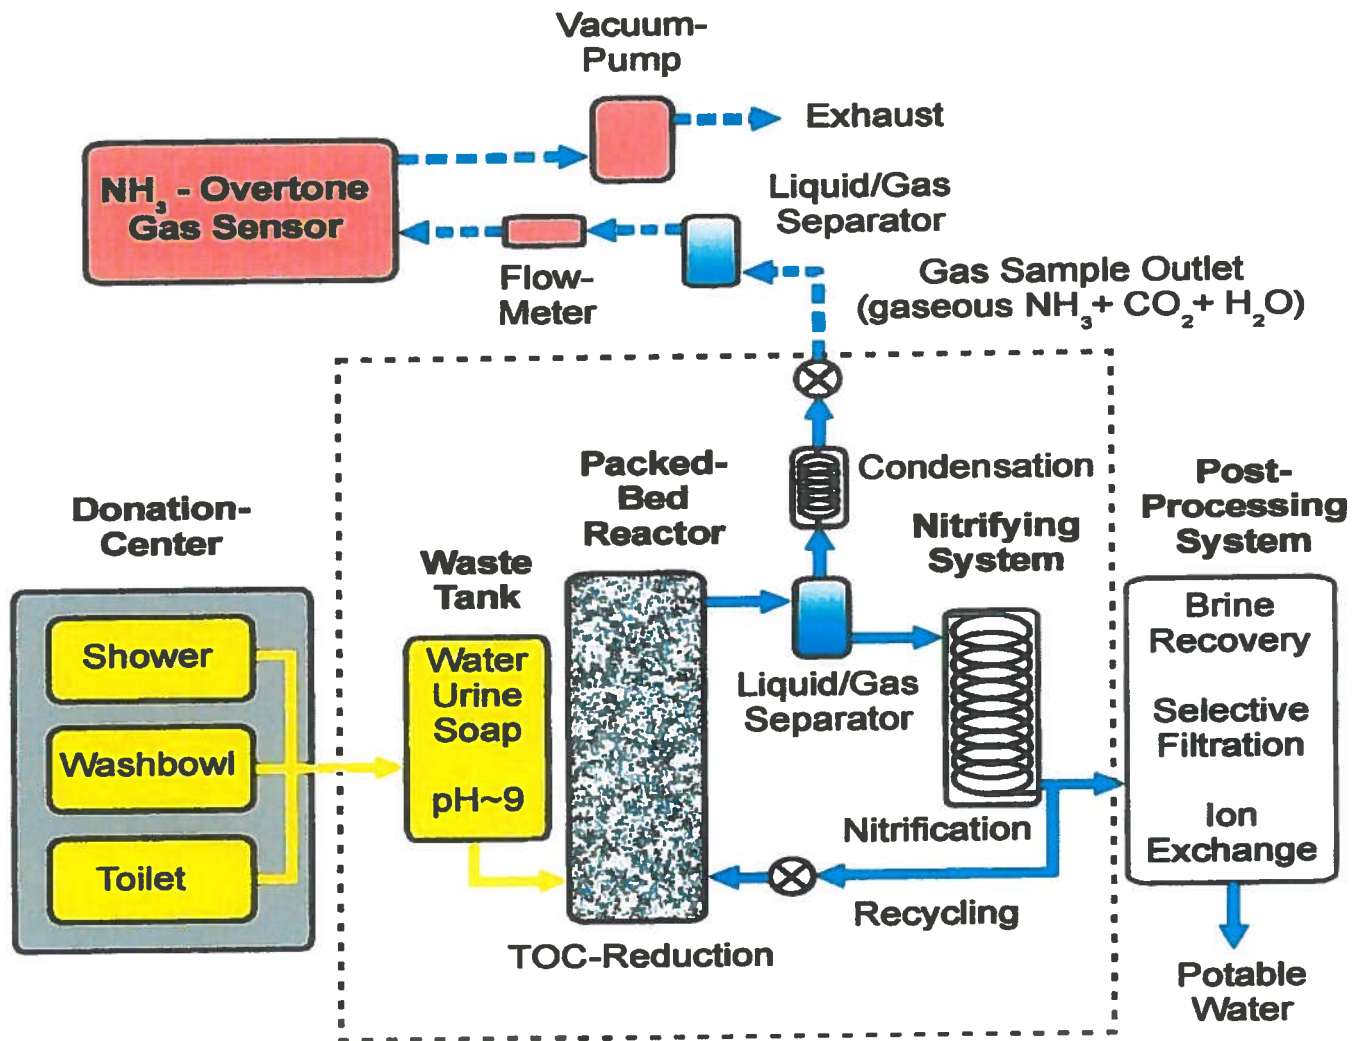 Vacuum-
Pump
Exhaust
NH₃ - Overtone
Gas Sensor
Liquid/Gas
Separator
Flow-
Meter
Gas Sample Outlet
(gaseous NH₃+ CO₂+ H₂O)
Donation-
Center
Shower
Washbowl
Toilet
Waste
Tank
Water
Urine
Soap
pH~9
Packed-
Bed
Reactor
TOC-Reduction
Condensation
Liquid/Gas
Separator
Nitrifying
System
Nitrification
Recycling
Post-
Processing
System
Brine
Recovery
Selective
Filtration
Ion
Exchange
Potable
Water